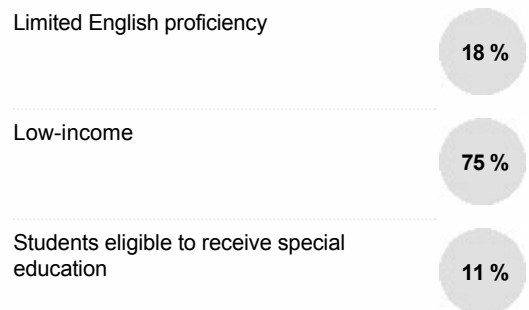 Limited English proficiency
18 %
Low-income
75 %
Students eligible to receive special
education
11 %